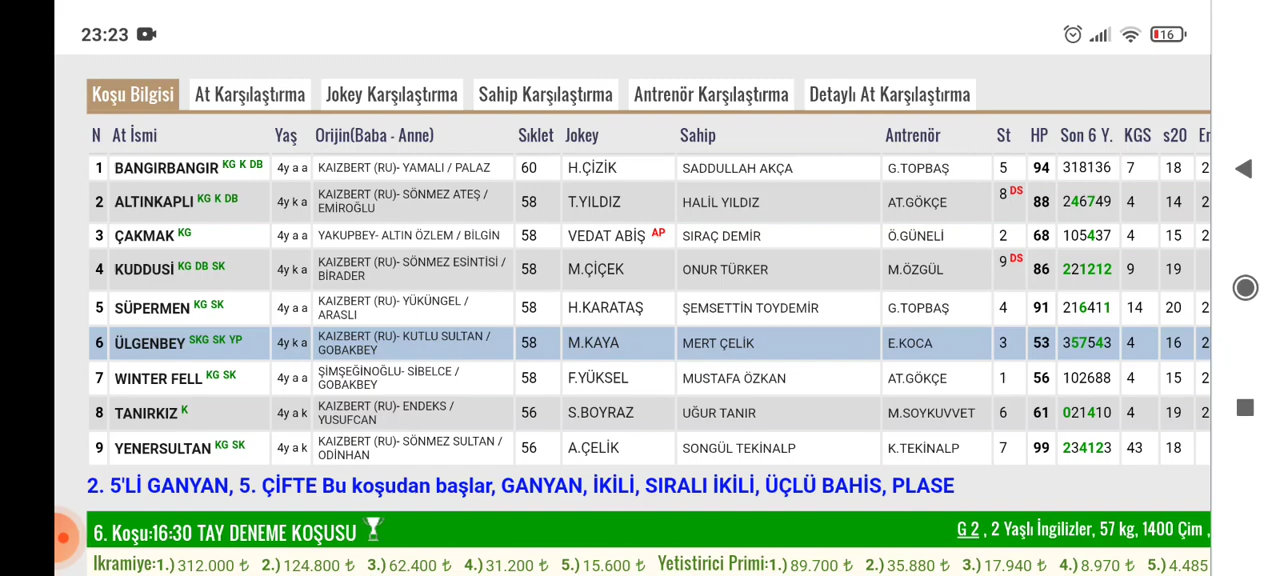 23:23 16
Koşu Bilgisi At Karşılaştırma Jokey Karşılaştırma Sahip Karşılaştırma Antrenör Karşılaştırma Detaylı At Karşılaştırma
N At İsmi Yaş Orijin(Baba - Anne) Sıklet Jokey Sahip Antrenör St HP Son 6 Y. KGS s20
1 BANGIRBANGIR KG K DB 4y a a KAIZBERT (RU)- YAMALI / PALAZ 60 H.ÇİZİK SADDULLAH AKÇA G.TOPBAŞ 5 94 318136 7 18 2
2 ALTINKAPLI KG K DB 4y k a KAIZBERT (RU)- SÖNMEZ ATEŞ / EMİROĞLU 58 T.YILDIZ HALİL YILDIZ AT.GÖKÇE 8 DS 88 246749 4 14 2
3 ÇAKMAK KG 4y a a YAKUPBEY- ALTIN ÖZLEM / BİLGİN 58 VEDAT ABİŞ AP SIRAÇ DEMİR Ö.GÜNELİ 2 68 105437 4 15 2
4 KUDDUSİ KG DB SK 4y k a KAIZBERT (RU)- SÖNMEZ ESİNTİSİ / BİRADER 58 M.ÇİÇEK ONUR TÜRKER M.ÖZGÜL 9 DS 86 221212 9 19
5 SÜPERMEN KG SK 4y a a KAIZBERT (RU)- YÜKÜNGEL / ARASLI 58 H.KARATAŞ ŞEMSETTİN TOYDEMİR G.TOPBAŞ 4 91 216411 14 20 2
6 ÜLGENBEY SKG SK YP 4y k a KAIZBERT (RU)- KUTLU SULTAN / GOBAKBEY 58 M.KAYA MERT ÇELİK E.KOCA 3 53 357543 4 16 2
7 WINTER FELL KG SK 4y a a ŞİMŞEĞİNOĞLU- SİBELCE / GOBAKBEY 58 F.YÜKSEL MUSTAFA ÖZKAN AT.GÖKÇE 1 56 102688 4 15 2
8 TANIRKIZ K 4y a k KAIZBERT (RU)- ENDEKS / YUSUFCAN 56 S.BOYRAZ UĞUR TANIR M.SOYKUVVET 6 61 021410 4 19 2
9 YENERSULTAN KG SK 4y a k KAIZBERT (RU)- SÖNMEZ SULTAN / ODİNHAN 56 A.ÇELİK SONGÜL TEKİNALP K.TEKİNALP 7 99 234123 43 18
2. 5'Lİ GANYAN, 5. ÇİFTE Bu koşudan başlar, GANYAN, İKİLİ, SIRALI İKİLİ, ÜÇLÜ BAHİS, PLASE
6. Koşu:16:30 TAY DENEME KOŞUSU G 2 , 2 Yaşlı İngilizler, 57 kg, 1400 Çim ,
Ikramiye:1.) 312.000 ₺ 2.) 124.800 ₺ 3.) 62.400 ₺ 4.) 31.200 ₺ 5.) 15.600 ₺ Yetistirici Primi:1.) 89.700 ₺ 2.) 35.880 ₺ 3.) 17.940 ₺ 4.) 8.970 ₺ 5.) 4.485